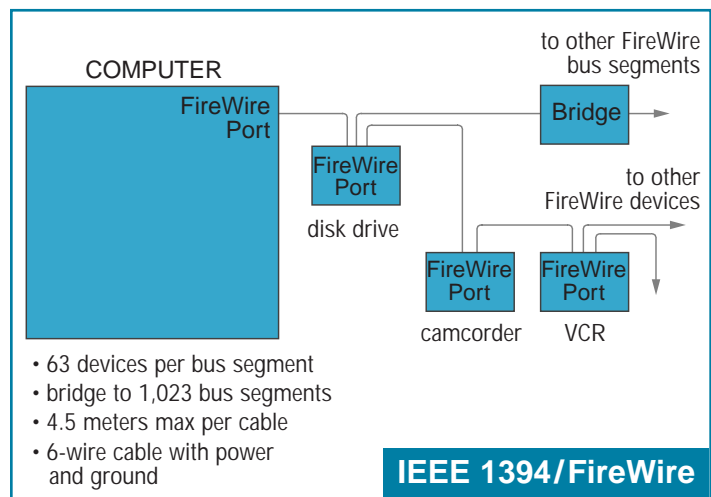 COMPUTER
FireWire
Port
FireWire
Port
disk drive
to other FireWire
bus segments
Bridge
to other
FireWire devices
FireWire
Port
camcorder
FireWire
Port
VCR
• 63 devices per bus segment
• bridge to 1,023 bus segments
• 4.5 meters max per cable
• 6-wire cable with power
and ground
IEEE 1394/FireWire